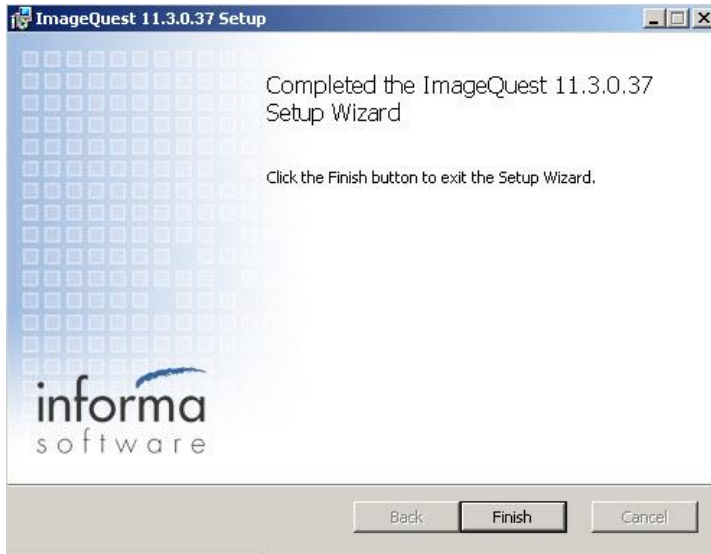 ImageQuest 11.3.0.37 Setup
Completed the ImageQuest 11.3.0.37
Setup Wizard
Click the Finish button to exit the Setup Wizard.
informa
software
Back
Finish
Cancel